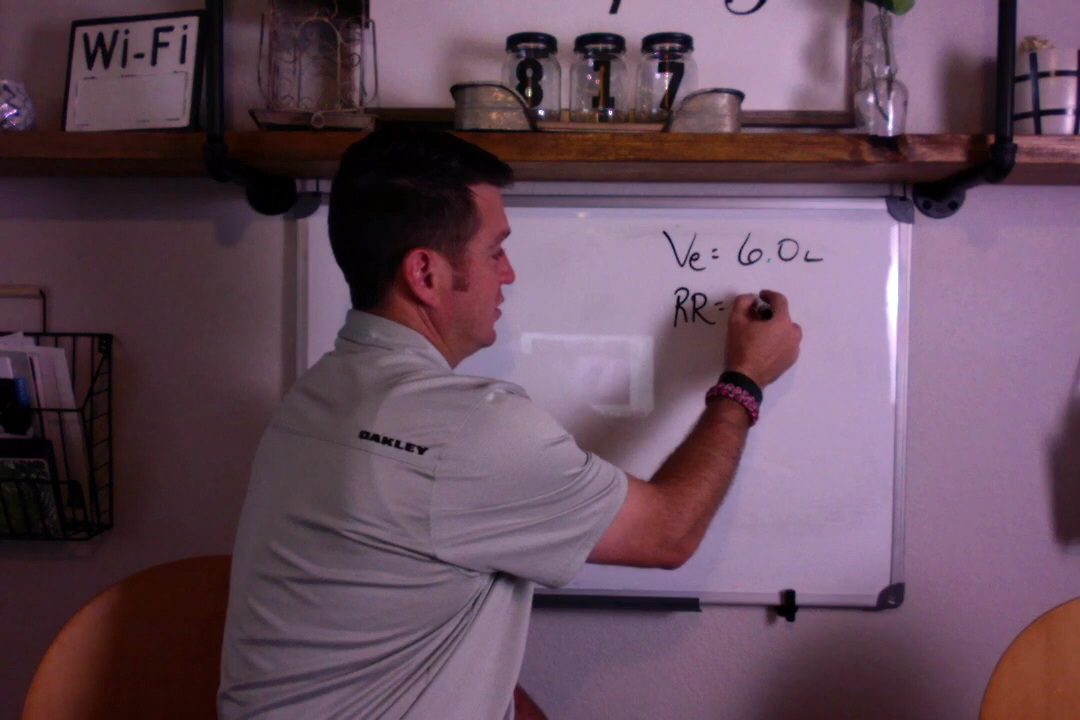 Wi-Fi
8 1 7
Ve = 6.0L
RR =
OAKLEY